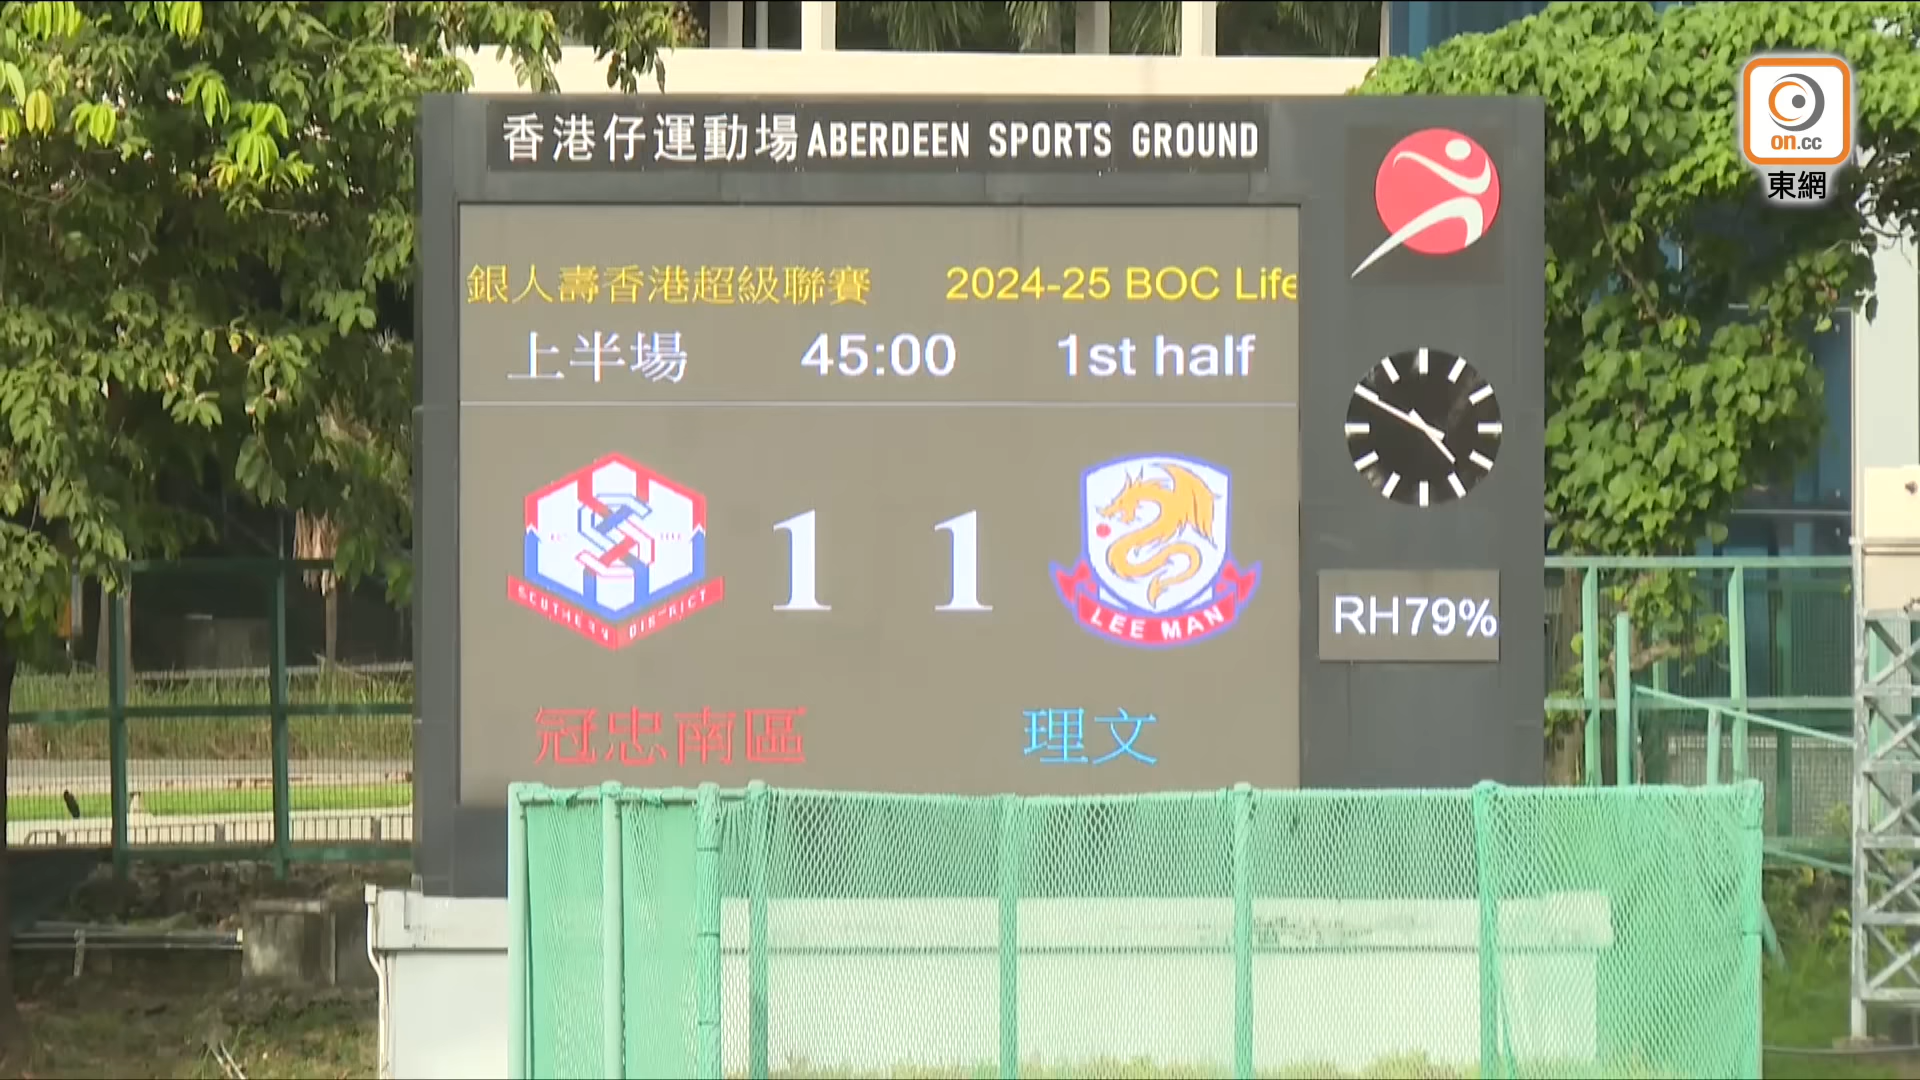 香港仔運動場 ABERDEEN SPORTS GROUND
on.cc
東網
銀人壽香港超級聯賽 2024-25 BOC Life
上半場 45:00 1st half
1 1
SOUTHERN DISTRICT
LEE MAN
RH79%
冠忠南區 理文